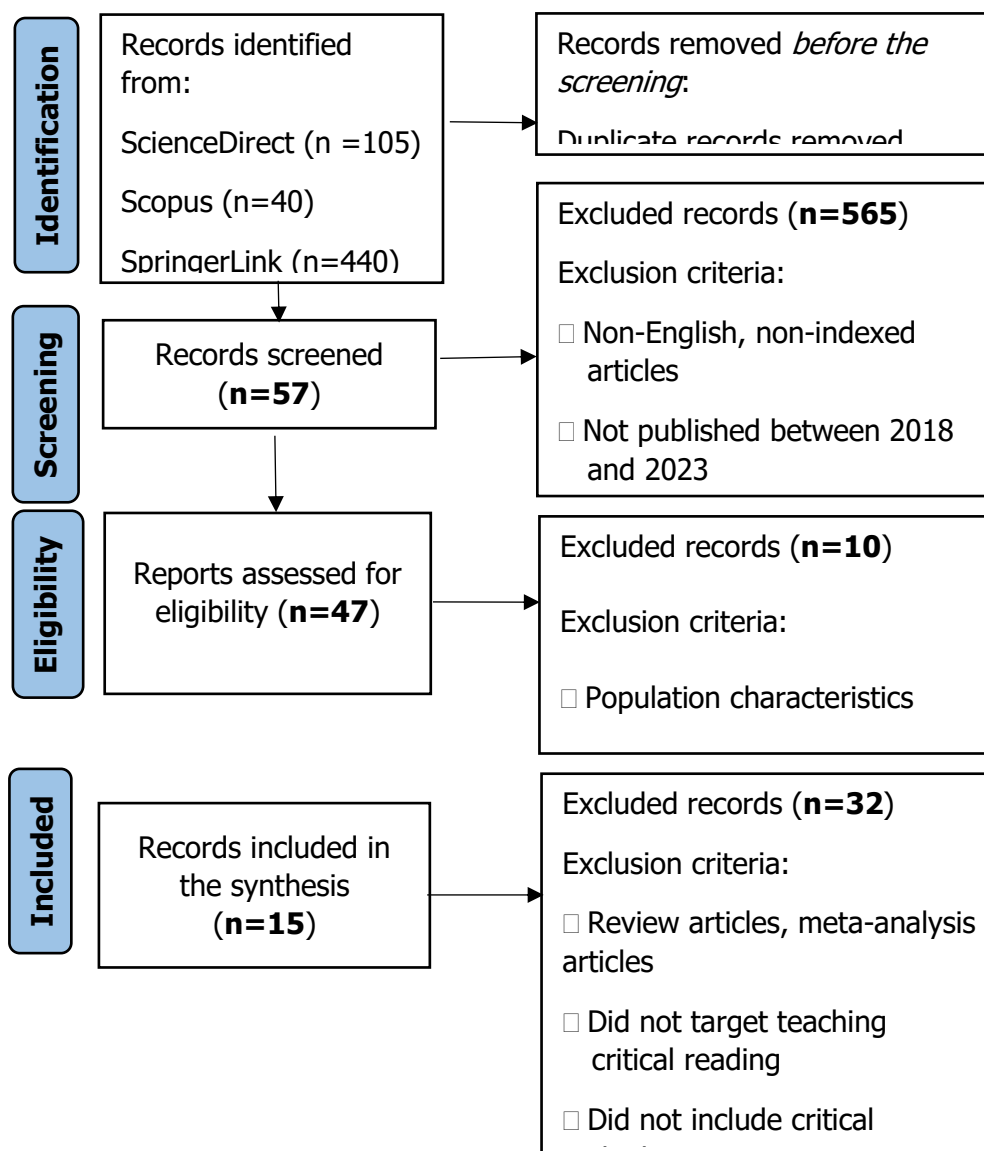 Identification
Records identified
from:
ScienceDirect (n =105)
Scopus (n=40)
SpringerLink (n=440)
Records removed before the
screening:
Duplicate records removed
Screening
Records screened
(n=57)
Excluded records (n=565)
Exclusion criteria:
□ Non-English, non-indexed
articles
□ Not published between 2018
and 2023
Eligibility
Reports assessed for
eligibility (n=47)
Excluded records (n=10)
Exclusion criteria:
□ Population characteristics
Included
Records included in
the synthesis
(n=15)
Excluded records (n=32)
Exclusion criteria:
□ Review articles, meta-analysis
articles
□ Did not target teaching
critical reading
□ Did not include critical